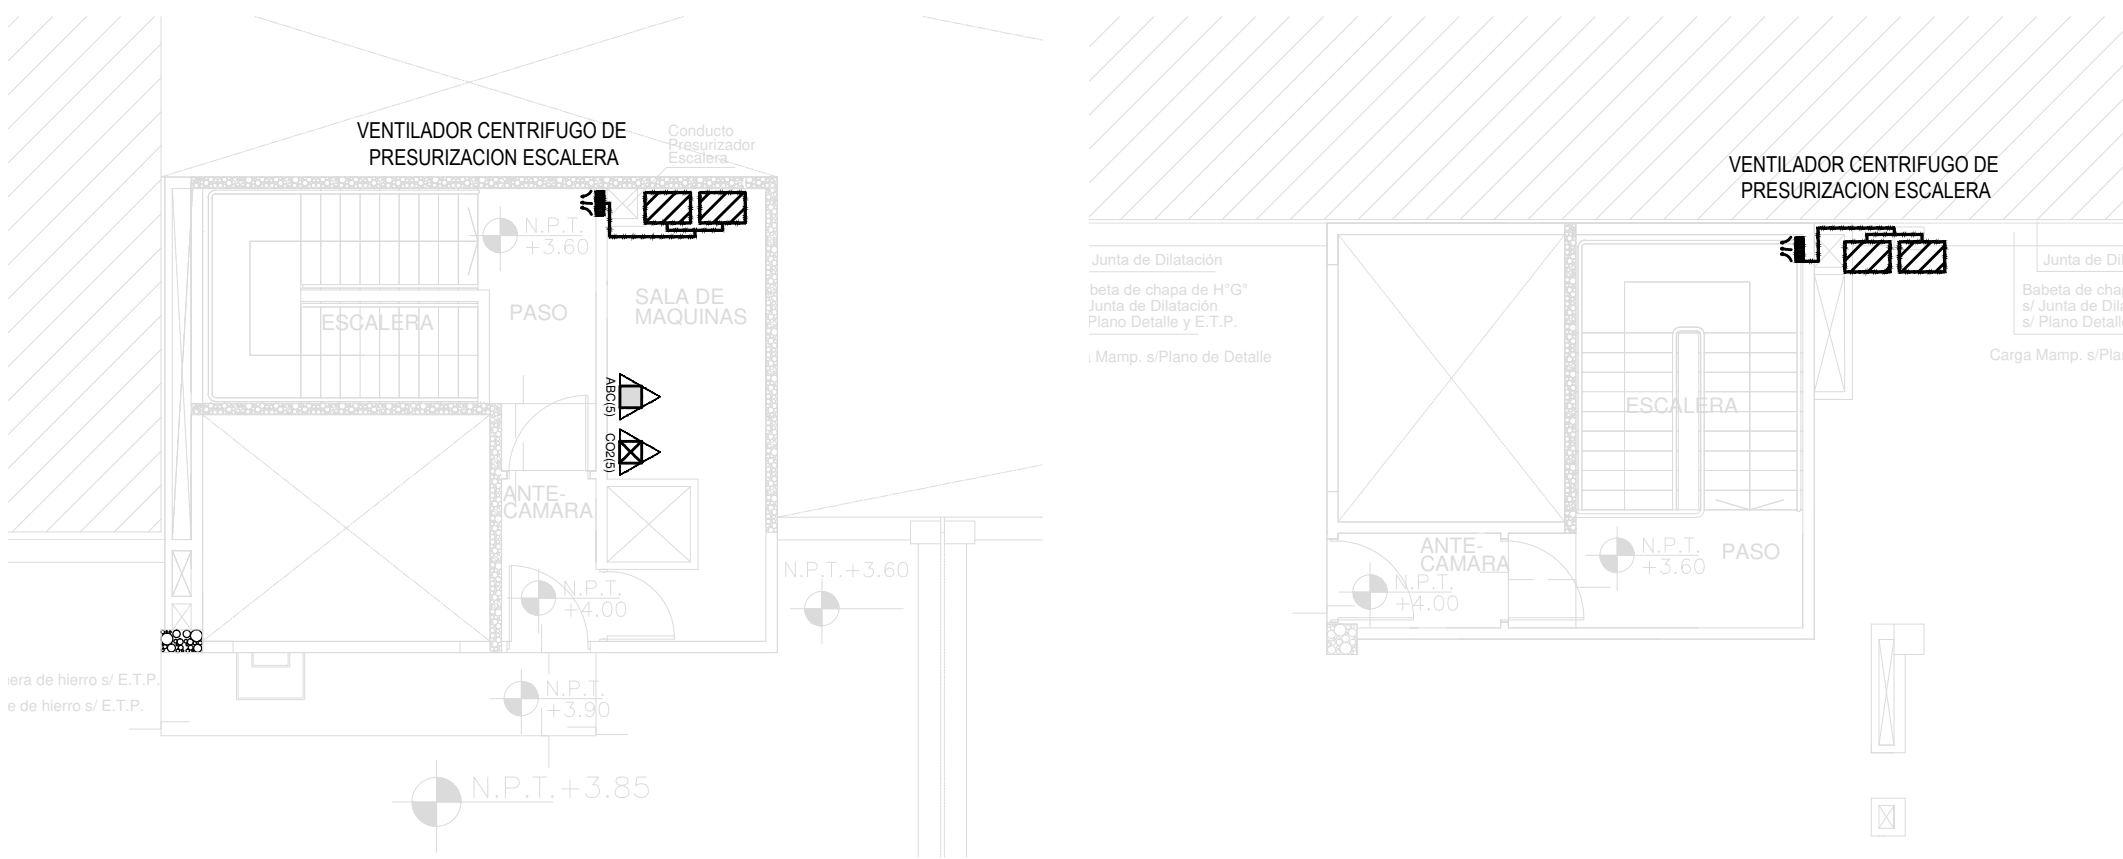 VENTILADOR CENTRIFUGO DE
PRESURIZACION ESCALERA
Conducto
Presurizador
Escalera
N.P.T.
+3.60
ESCALERA
PASO
SALA DE
MAQUINAS
ABC(5)
CO2(5)
ANTE-
CAMARA
N.P.T.
+4.00
N.P.T.+3.60
era de hierro s/ E.T.P.
e de hierro s/ E.T.P.
N.P.T.
+3.90
N.P.T.+3.85
VENTILADOR CENTRIFUGO DE
PRESURIZACION ESCALERA
Junta de Dilatación
beta de chapa de H°G°
Junta de Dilatación
Plano Detalle y E.T.P.
Mamp. s/Plano de Detalle
Junta de Dil
Babeta de cha
s/ Junta de Dila
s/ Plano Detall
Carga Mamp. s/Pla
ESCALERA
ANTE-
CAMARA
N.P.T.
+3.60
PASO
N.P.T.
+4.00